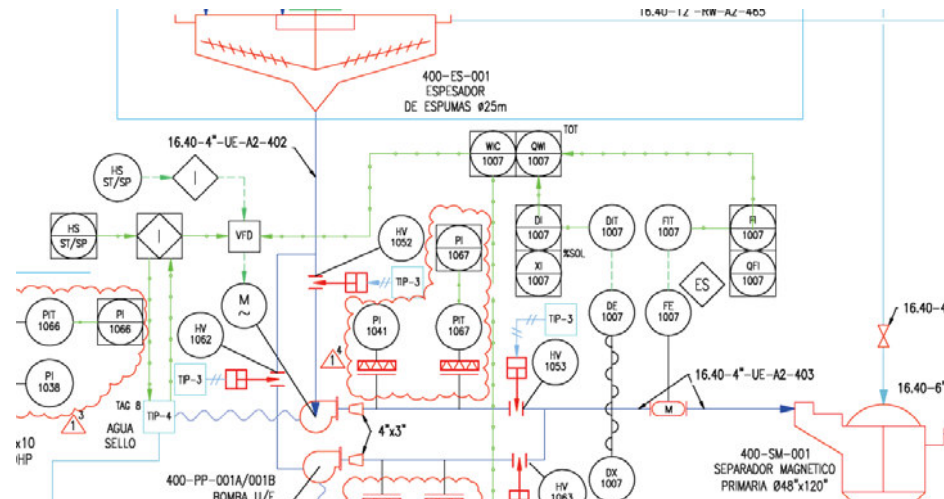 16.40-12"-RW-A2-465
400-ES-001
ESPESADOR
DE ESPUMAS ø25m
16.40-4"-UE-A2-402
TOT
WIC
1007
QWI
1007
HS
ST/SP
I
HS
ST/SP
I
VFD
HV
1052
PI
1067
DI
1007
DIT
1007
FIT
1007
FI
1007
%SOL
XI
1007
QFI
1007
ES
TIP-3
M
~
PIT
1066
PI
1066
HV
1062
PI
1041
PIT
1067
TIP-3
DE
1007
FE
1007
16.40-4
PI
1038
TIP-3
1
4
HV
1053
16.40-4"-UE-A2-403
16.40-6"
1
3
TAG 8
TIP-4
AGUA
SELLO
M
4"x3"
x10
HP
400-PP-001A/001B
BOMBA U/F
DX
1007
HV
1063
400-SM-001
SEPARADOR MAGNETICO
PRIMARIA Ø48"x120"